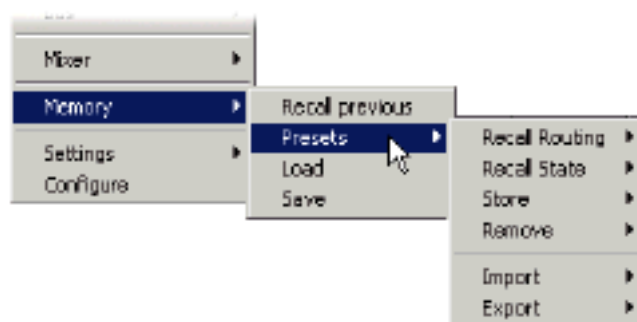 Mixer
Memory
Settings
Configure
Recall previous
Presets
Load
Save
Recall Routing
Recall State
Store
Remove
Import
Export